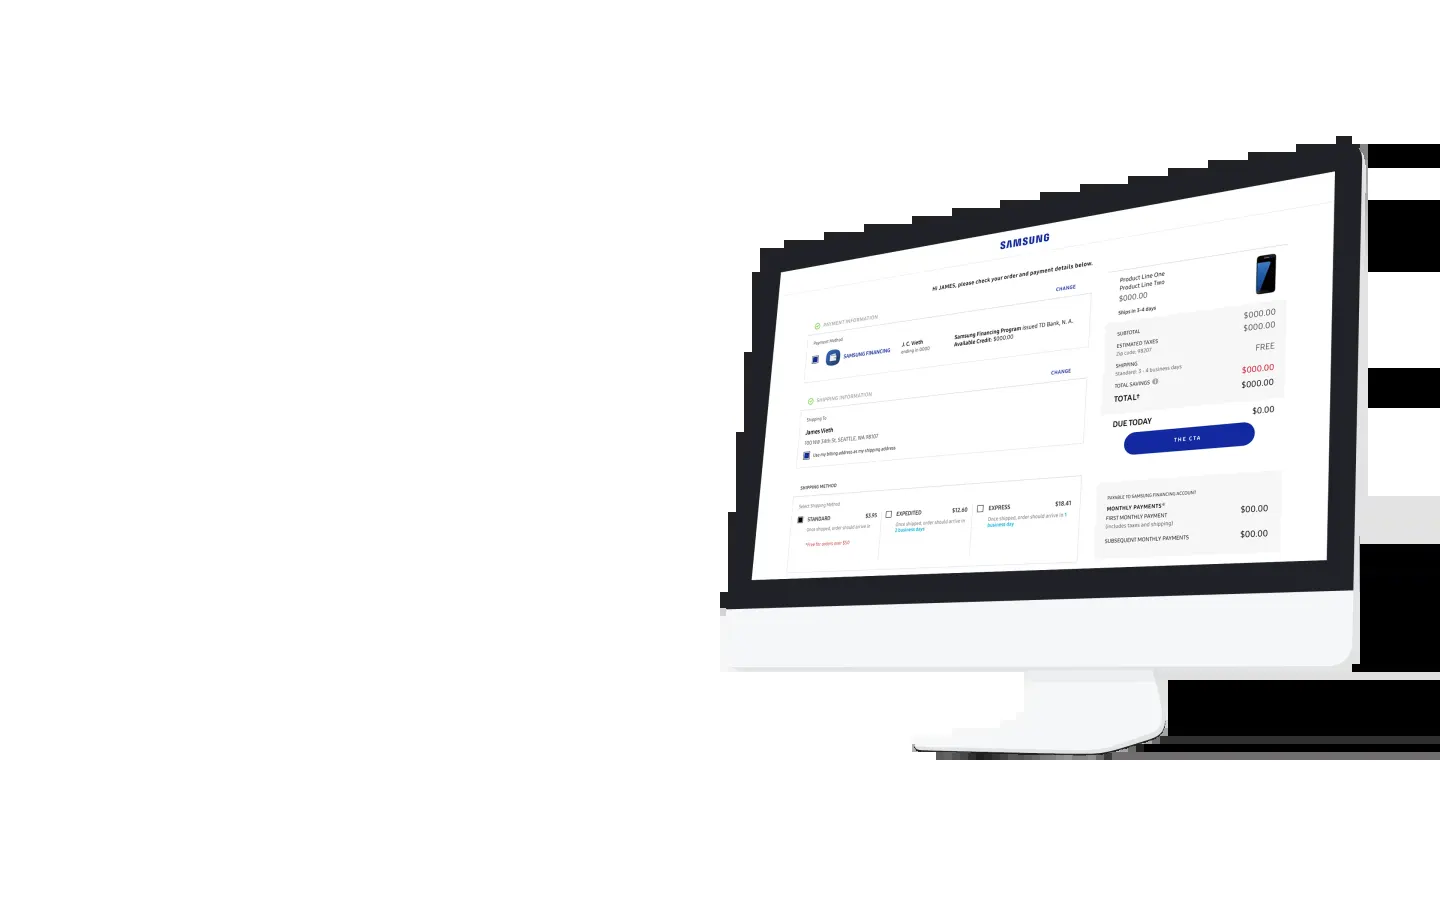 SAMSUNG
Hi JAMES, please check your order and payment details below.
PAYMENT INFORMATION
CHANGE
Payment Method
SAMSUNG FINANCING
J. C. Vieth
ending in 0000
Samsung Financing Program issued TD Bank, N. A.
Available Credit: $000.00
SHIPPING INFORMATION
CHANGE
Shipping To
James Vieth
100 NW 34th St. SEATTLE, WA 98107
Use my billing address as my shipping address
SHIPPING METHOD
Select Shipping Method
STANDARD $3.95
Once shipped, order should arrive in
*Free for orders over $50
EXPEDITED $12.60
Once shipped, order should arrive in
2 business days
EXPRESS $18.41
Once shipped, order should arrive in 1
business day
Product Line One
Product Line Two
$000.00
Ships in 3-4 days
SUBTOTAL $000.00
$000.00
ESTIMATED TAXES
Zip code: 98207
FREE
SHIPPING
Standard: 3 - 4 business days
$000.00
TOTAL SAVINGS
$000.00
TOTAL†
DUE TODAY $0.00
THE CTA
PAYABLE TO SAMSUNG FINANCING ACCOUNT
MONTHLY PAYMENTS*
FIRST MONTHLY PAYMENT $00.00
(includes taxes and shipping)
SUBSEQUENT MONTHLY PAYMENTS $00.00